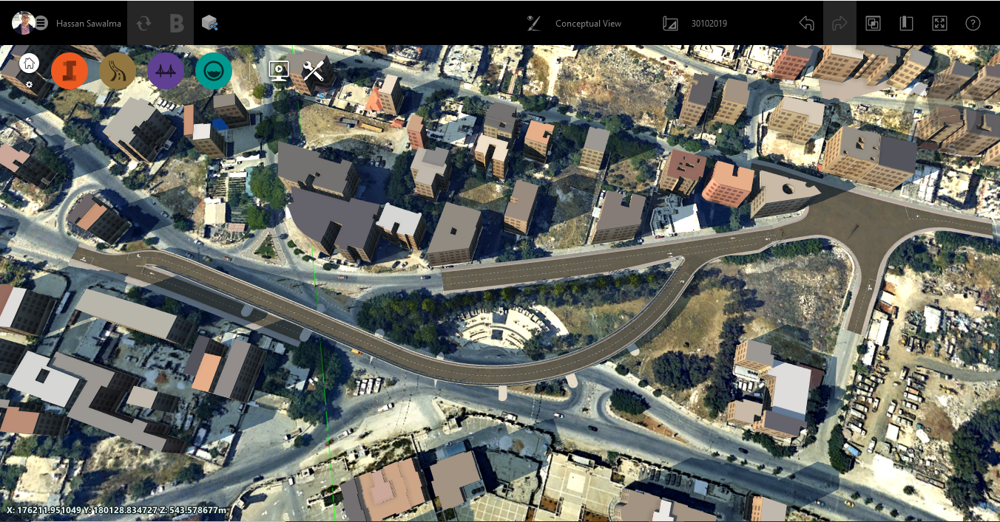 Hassan Sawalma
B
Conceptual View
30102019
?
X: 176211.951049 Y: 180128.834727 Z: 543.578677m